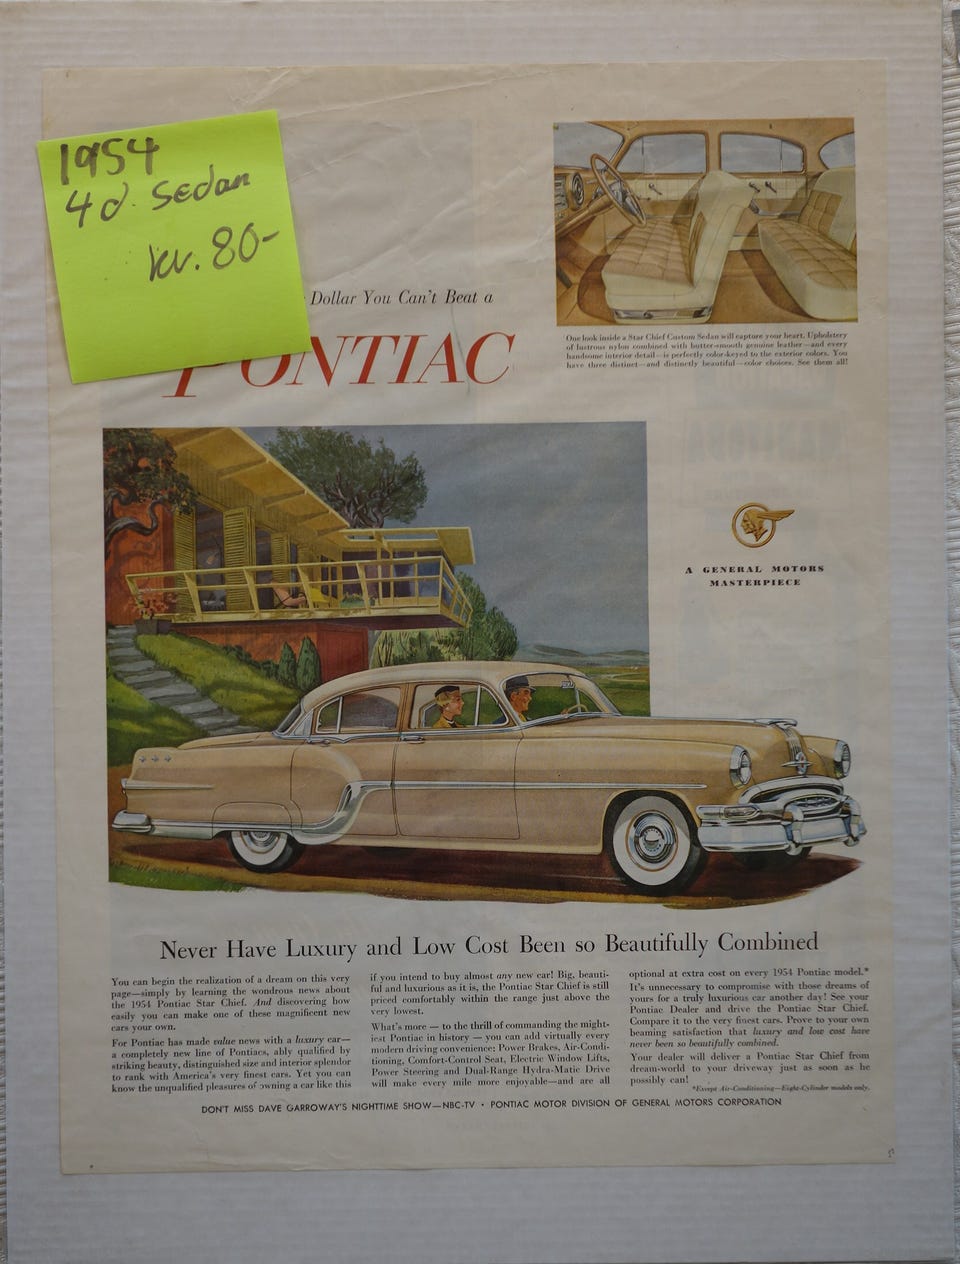 1954
4d. Sedan
kr. 80-
Dollar You Can't Beat a
PONTIAC
One look inside a Star Chief Custom Sedan will capture your heart. Upholstery
of lustrous nylon combined with butter-smooth genuine leather—and every
handsome interior detail—is perfectly color-keyed to the exterior colors. You
have three distinct—and distinctly beautiful—color choices. See them all!
A GENERAL MOTORS
MASTERPIECE
Never Have Luxury and Low Cost Been so Beautifully Combined
You can begin the realization of a dream on this very
page—simply by learning the wondrous news about
the 1954 Pontiac Star Chief. And discovering how
easily you can make one of these magnificent new
cars your own.
For Pontiac has made value news with a luxury car—
a completely new line of Pontiacs, ably qualified by
striking beauty, distinguished size and interior splendor
to rank with America's very finest cars. Yet you can
know the unqualified pleasures of owning a car like this
if you intend to buy almost any new car! Big, beauti-
ful and luxurious as it is, the Pontiac Star Chief is still
priced comfortably within the range just above the
very lowest.
What's more — to the thrill of commanding the might-
iest Pontiac in history — you can add virtually every
modern driving convenience: Power Brakes, Air-Condi-
tioning, Comfort-Control Seat, Electric Window Lifts,
Power Steering and Dual-Range Hydra-Matic Drive
will make every mile more enjoyable—and are all
optional at extra cost on every 1954 Pontiac model.*
It's unnecessary to compromise with those dreams of
yours for a truly luxurious car another day! See your
Pontiac Dealer and drive the Pontiac Star Chief.
Compare it to the very finest cars. Prove to your own
beaming satisfaction that luxury and low cost have
never been so beautifully combined.
Your dealer will deliver a Pontiac Star Chief from
dream-world to your driveway just as soon as he
possibly can!
*Except Air-Conditioning—Eight-Cylinder models only.
DON'T MISS DAVE GARROWAY'S NIGHTTIME SHOW—NBC-TV • PONTIAC MOTOR DIVISION OF GENERAL MOTORS CORPORATION